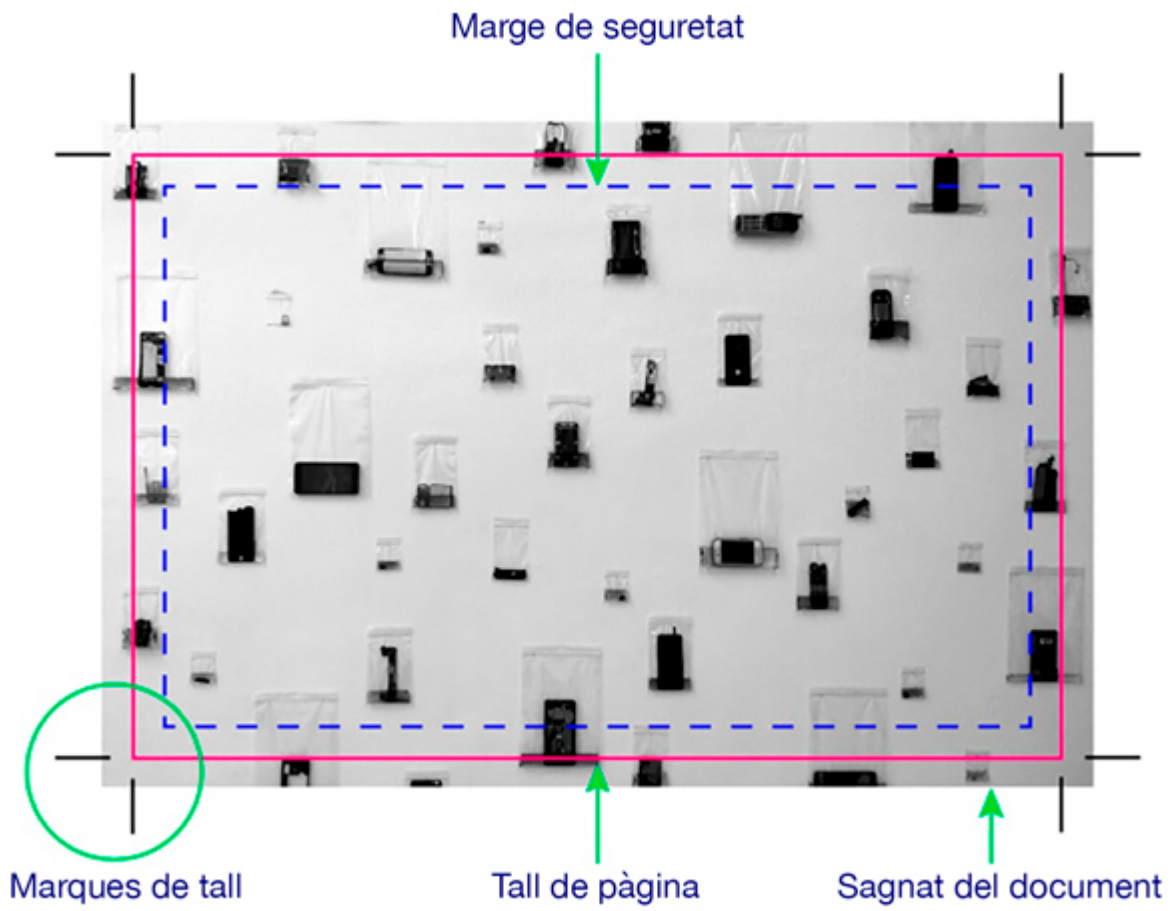 Marge de seguretat
Marques de tall
Tall de pàgina
Sagnat del document